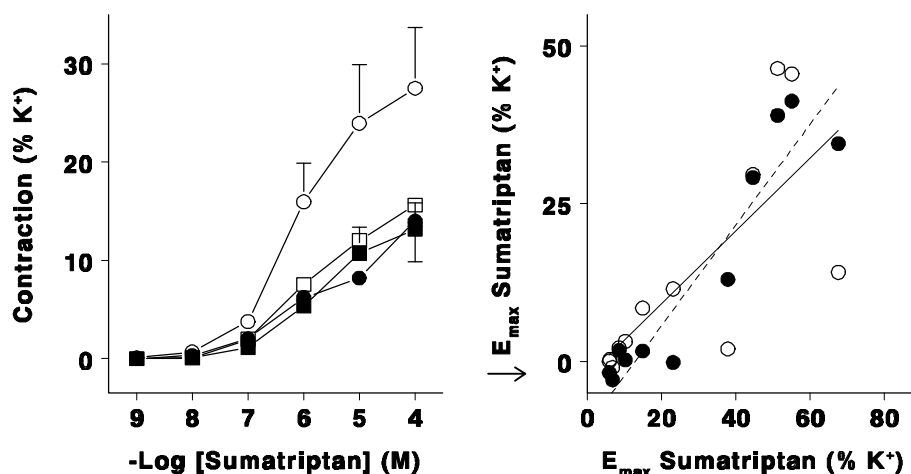 Contraction (% K⁺)
30
20
10
0
9 8 7 6 5 4
-Log [Sumatriptan] (M)
↓ Emax Sumatriptan (% K⁺)
50
25
0
0 20 40 60 80
Emax Sumatriptan (% K⁺)